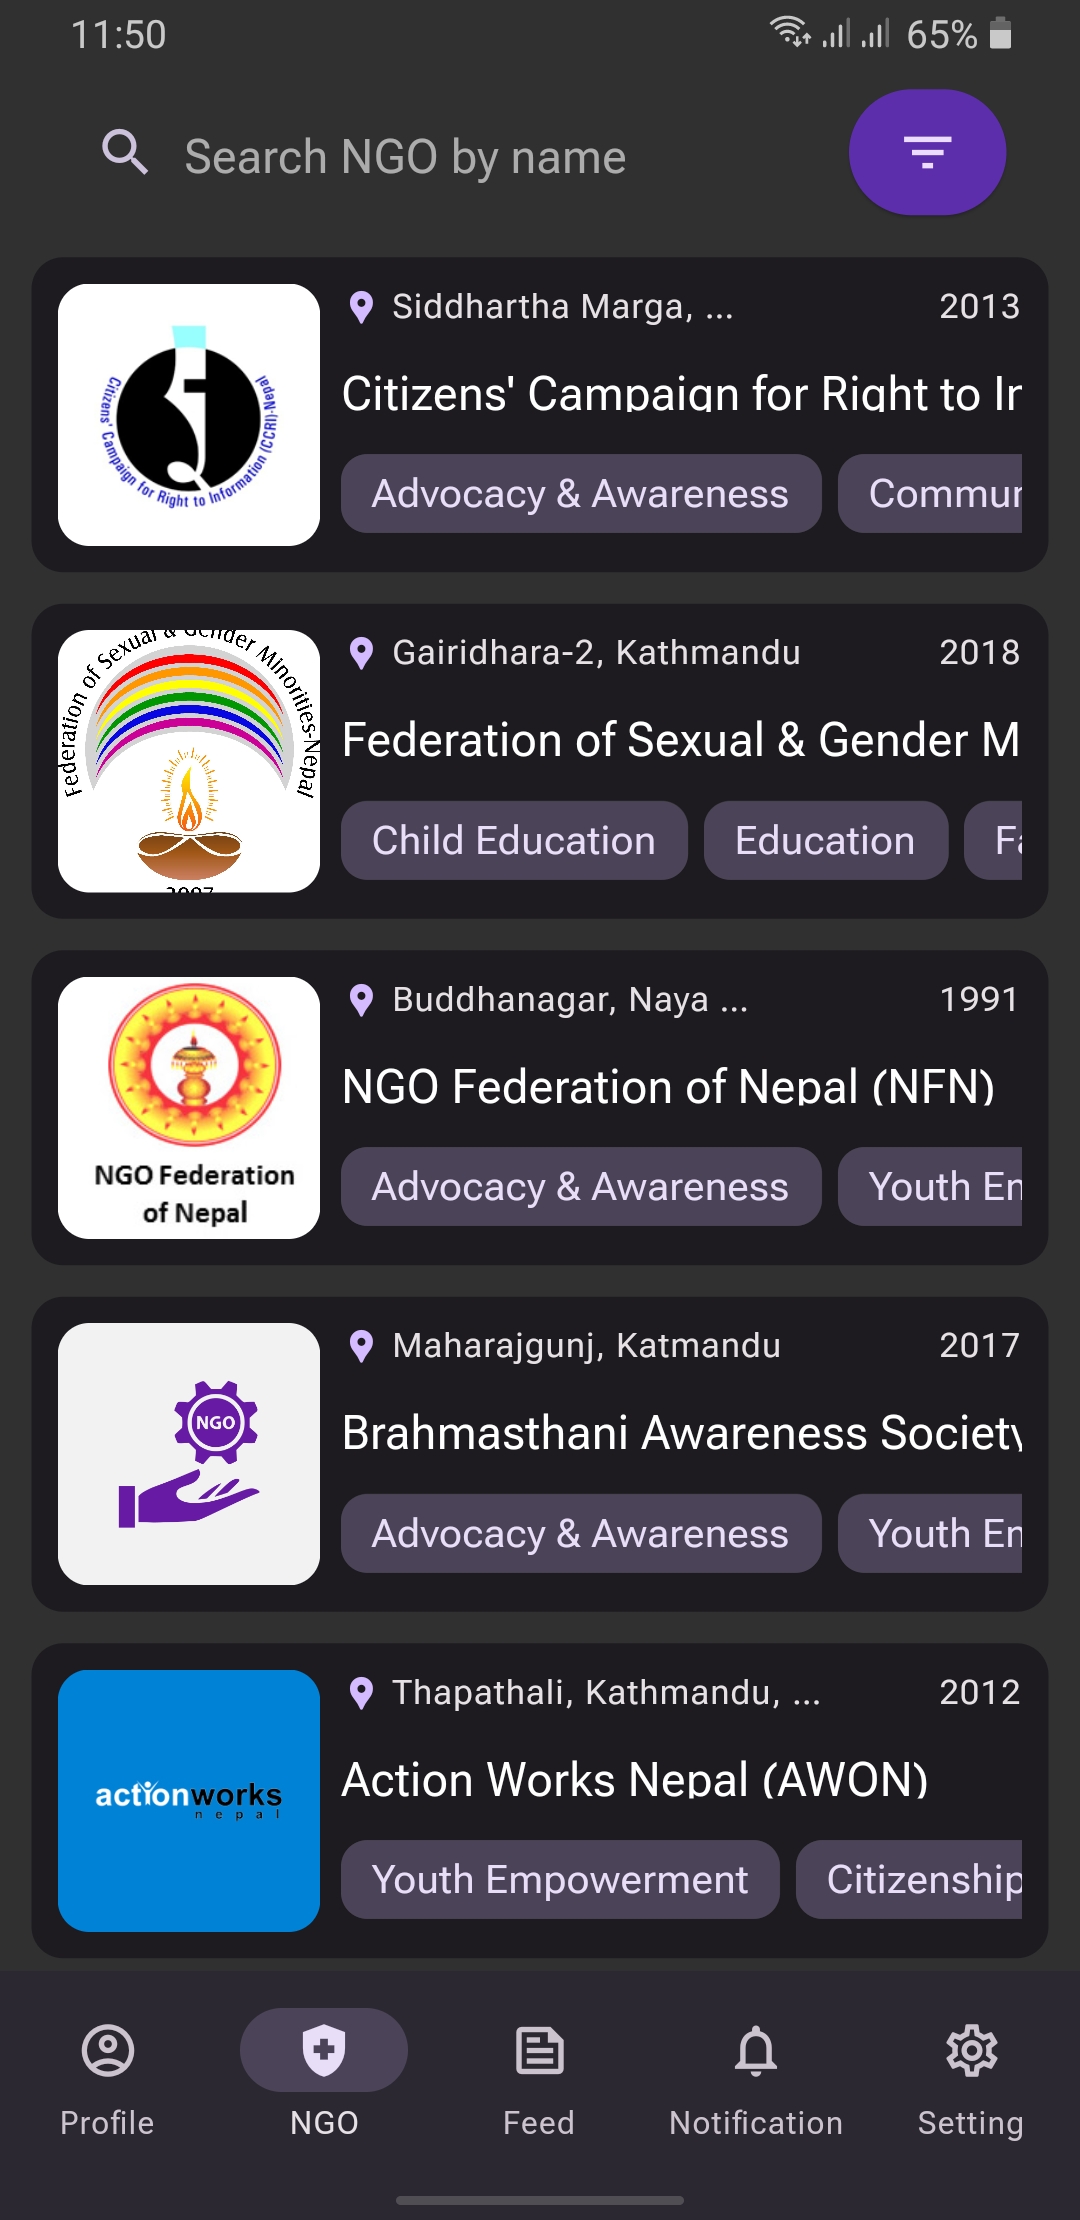 11:50
65%
Search NGO by name
Siddhartha Marga, ...
2013
Citizens' Campaign for Right to Information (CCRI)-Nepal
Citizens' Campaign for Right to In
Advocacy & Awareness
Commun
Gairidhara-2, Kathmandu
2018
Federation of Sexual & Gender Minorities-Nepal
2007
Federation of Sexual & Gender M
Child Education
Education
Fa
Buddhanagar, Naya ...
1991
NGO Federation
of Nepal
NGO Federation of Nepal (NFN)
Advocacy & Awareness
Youth En
Maharajgunj, Katmandu
2017
NGO
Brahmasthani Awareness Society
Advocacy & Awareness
Youth En
Thapathali, Kathmandu, ...
2012
actionworks
nepal
Action Works Nepal (AWON)
Youth Empowerment
Citizenship
Profile
NGO
Feed
Notification
Setting